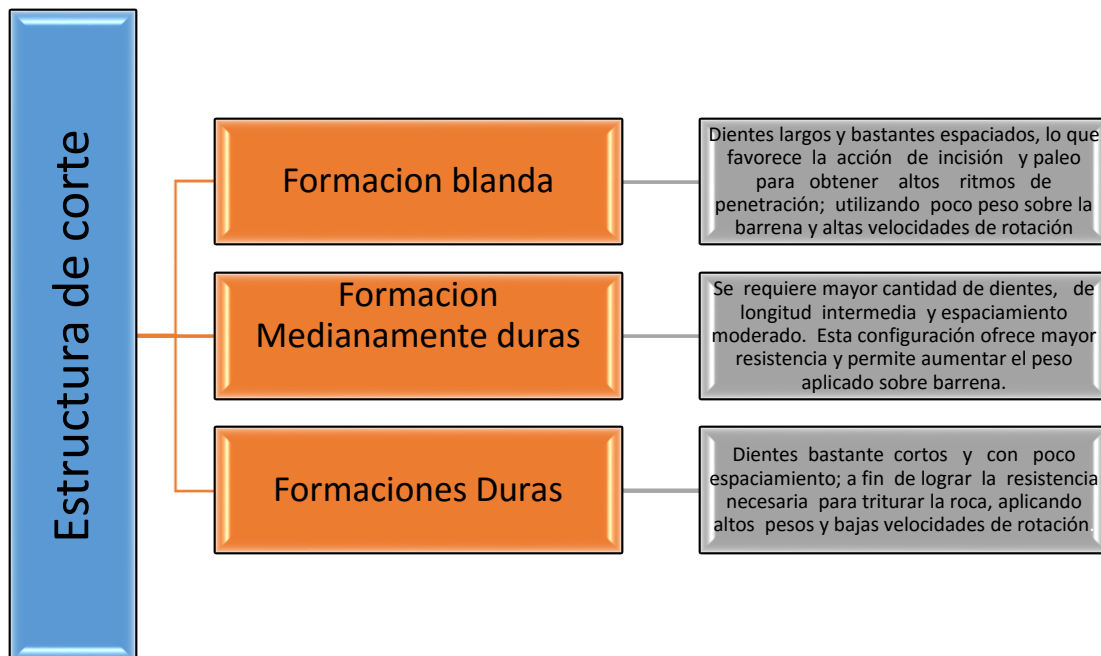 Estructura de corte
Formacion blanda
Dientes largos y bastantes espaciados, lo que
favorece la acción de incisión y paleo
para obtener altos ritmos de
penetración; utilizando poco peso sobre la
barrena y altas velocidades de rotación
Formacion
Medianamente duras
Se requiere mayor cantidad de dientes, de
longitud intermedia y espaciamiento
moderado. Esta configuración ofrece mayor
resistencia y permite aumentar el peso
aplicado sobre barrena.
Formaciones Duras
Dientes bastante cortos y con poco
espaciamiento; a fin de lograr la resistencia
necesaria para triturar la roca, aplicando
altos pesos y bajas velocidades de rotación.